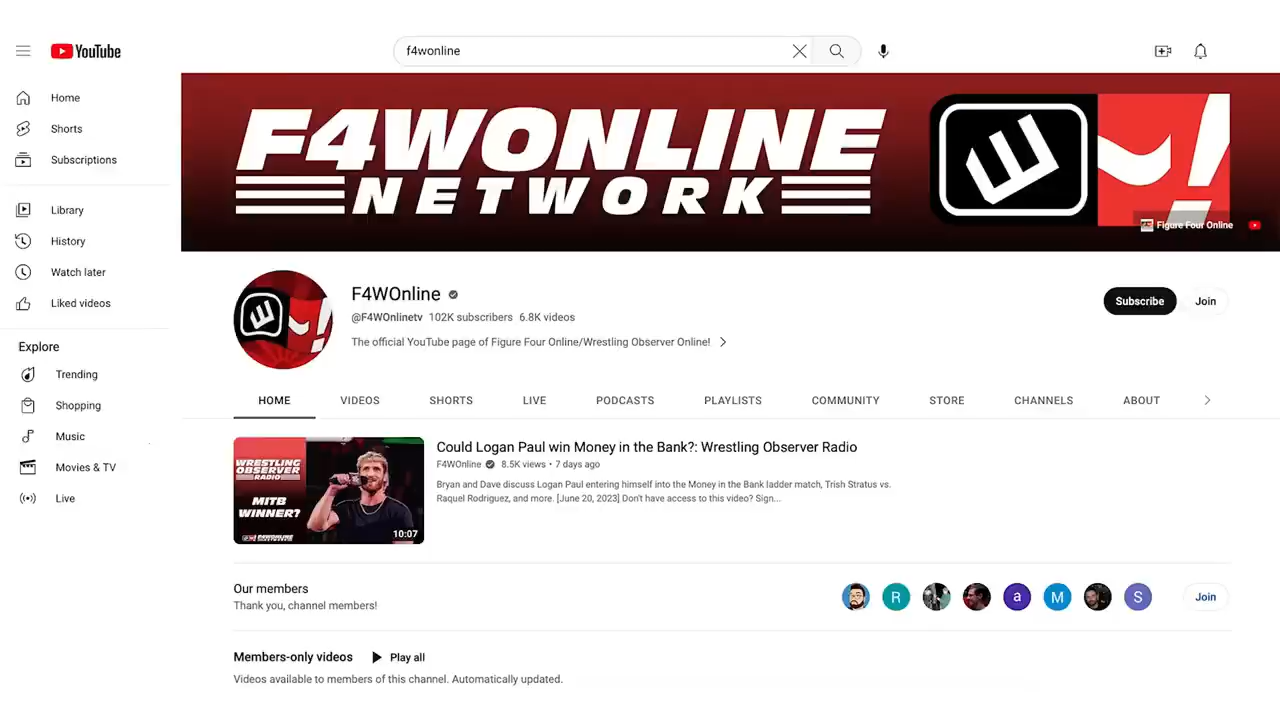 YouTube
f4wonline
Home
Shorts
Subscriptions
Library
History
Watch later
Liked videos
Explore
Trending
Shopping
Music
Movies & TV
Live
F4WONLINE
NETWORK
Figure Four Online
F4WOnline
@F4WOnlinetv 102K subscribers 6.8K videos
The official YouTube page of Figure Four Online/Wrestling Observer Online!
Subscribe
Join
HOME VIDEOS SHORTS LIVE PODCASTS PLAYLISTS COMMUNITY STORE CHANNELS ABOUT
WRESTLING
OBSERVER
RADIO
MITB
WINNER?
F4WONLINE
10:07
Could Logan Paul win Money in the Bank?: Wrestling Observer Radio
F4WOnline 8.5K views • 7 days ago
Bryan and Dave discuss Logan Paul entering himself into the Money in the Bank ladder match, Trish Stratus vs.
Raquel Rodriguez, and more. [June 20, 2023] Don't have access to this video? Sign...
Our members
Thank you, channel members!
R a M S
Join
Members-only videos Play all
Videos available to members of this channel. Automatically updated.